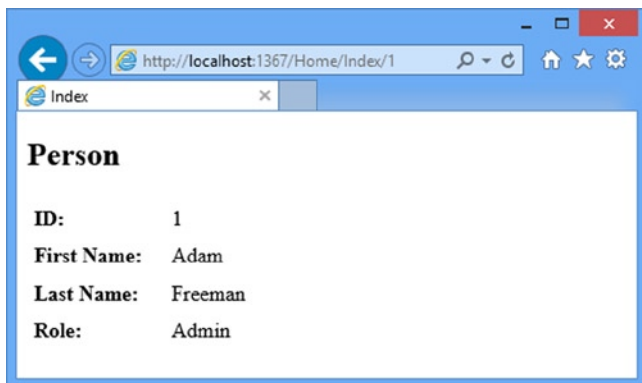 http://localhost:1367/Home/Index/1
Index
Person
ID: 1
First Name: Adam
Last Name: Freeman
Role: Admin